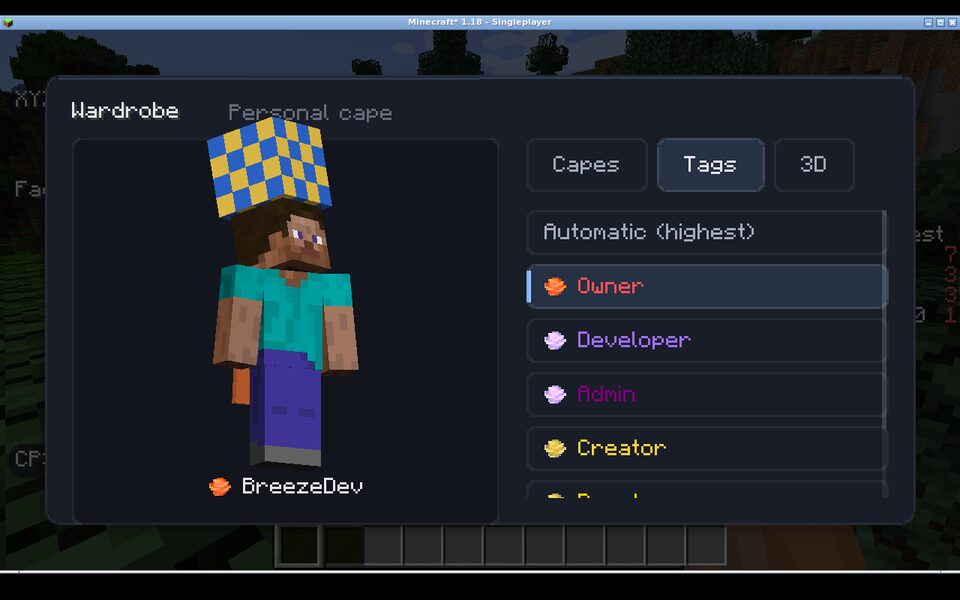 Minecraft* 1.18 - Singleplayer
Wardrobe
Personal cape
Capes
Tags
3D
Automatic (highest)
Owner
Developer
Admin
Creator
BreezeDev